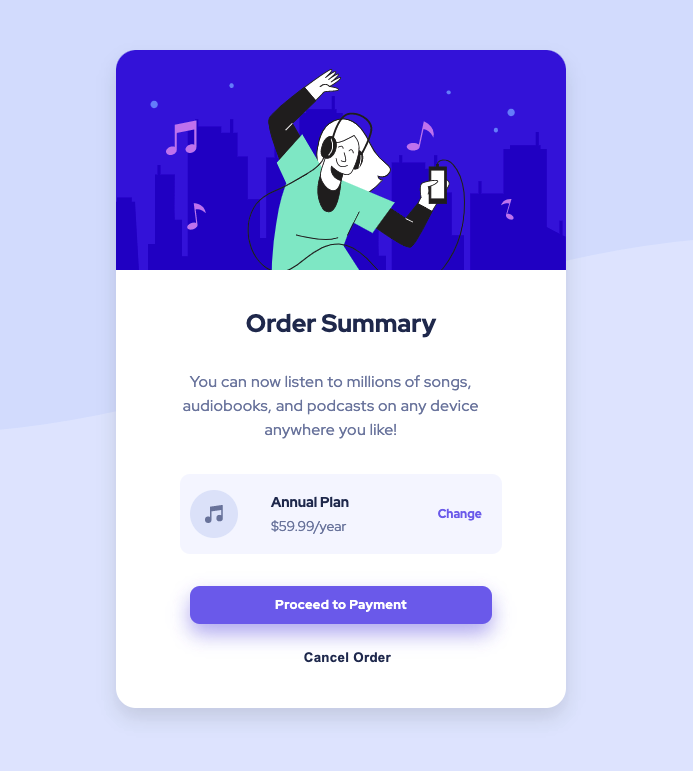 Order Summary
You can now listen to millions of songs,
audiobooks, and podcasts on any device
anywhere you like!
Annual Plan
$59.99/year
Change
Proceed to Payment
Cancel Order